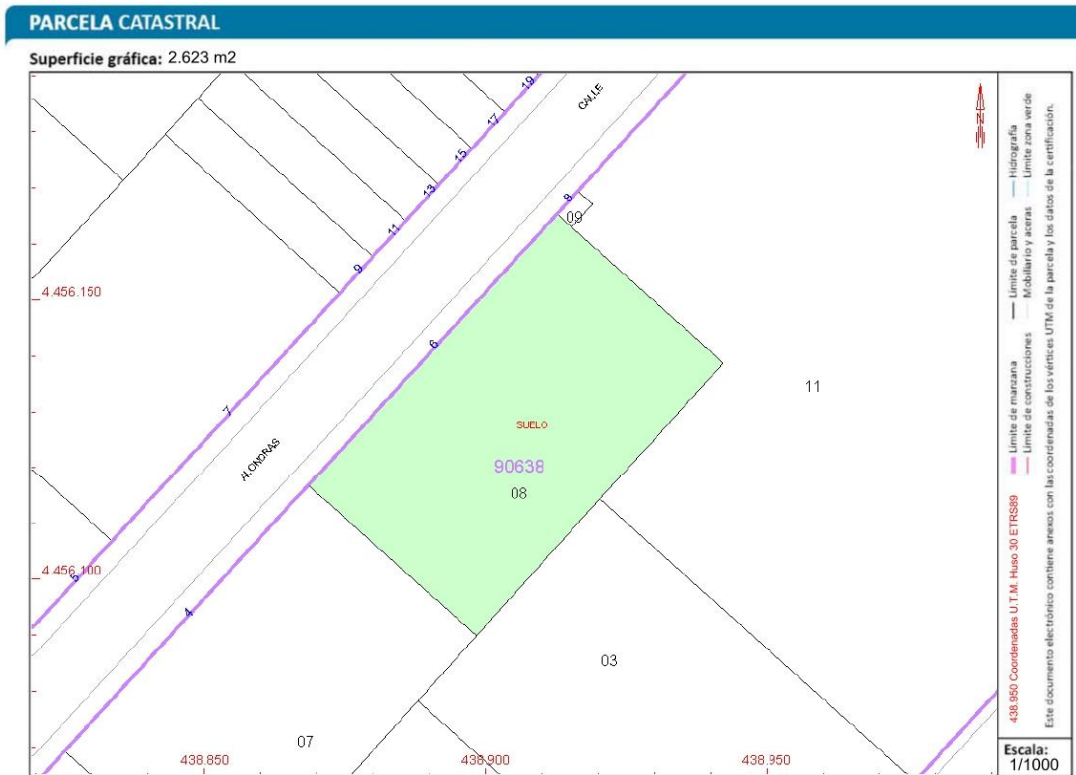 PARCELA CATASTRAL
Superficie gráfica: 2.623 m2
19
CALLE
17
15
13
11
9
8
09
N
4.456.150
6
11
7
SUELO
ALONDRAS
90638
08
4.456.100
5
4
03
07
438.850
438.900
438.950
Límite de manzana
Límite de parcela
Hidrografía
Límite de construcciones
Mobiliario y aceras
Límite zona verde
438.950 Coordenadas U.T.M. Huso 30 ETRS89
Este documento electrónico contiene anexos con las coordenadas de los vértices UTM de la parcela y los datos de la certificación.
Escala:
1/1000